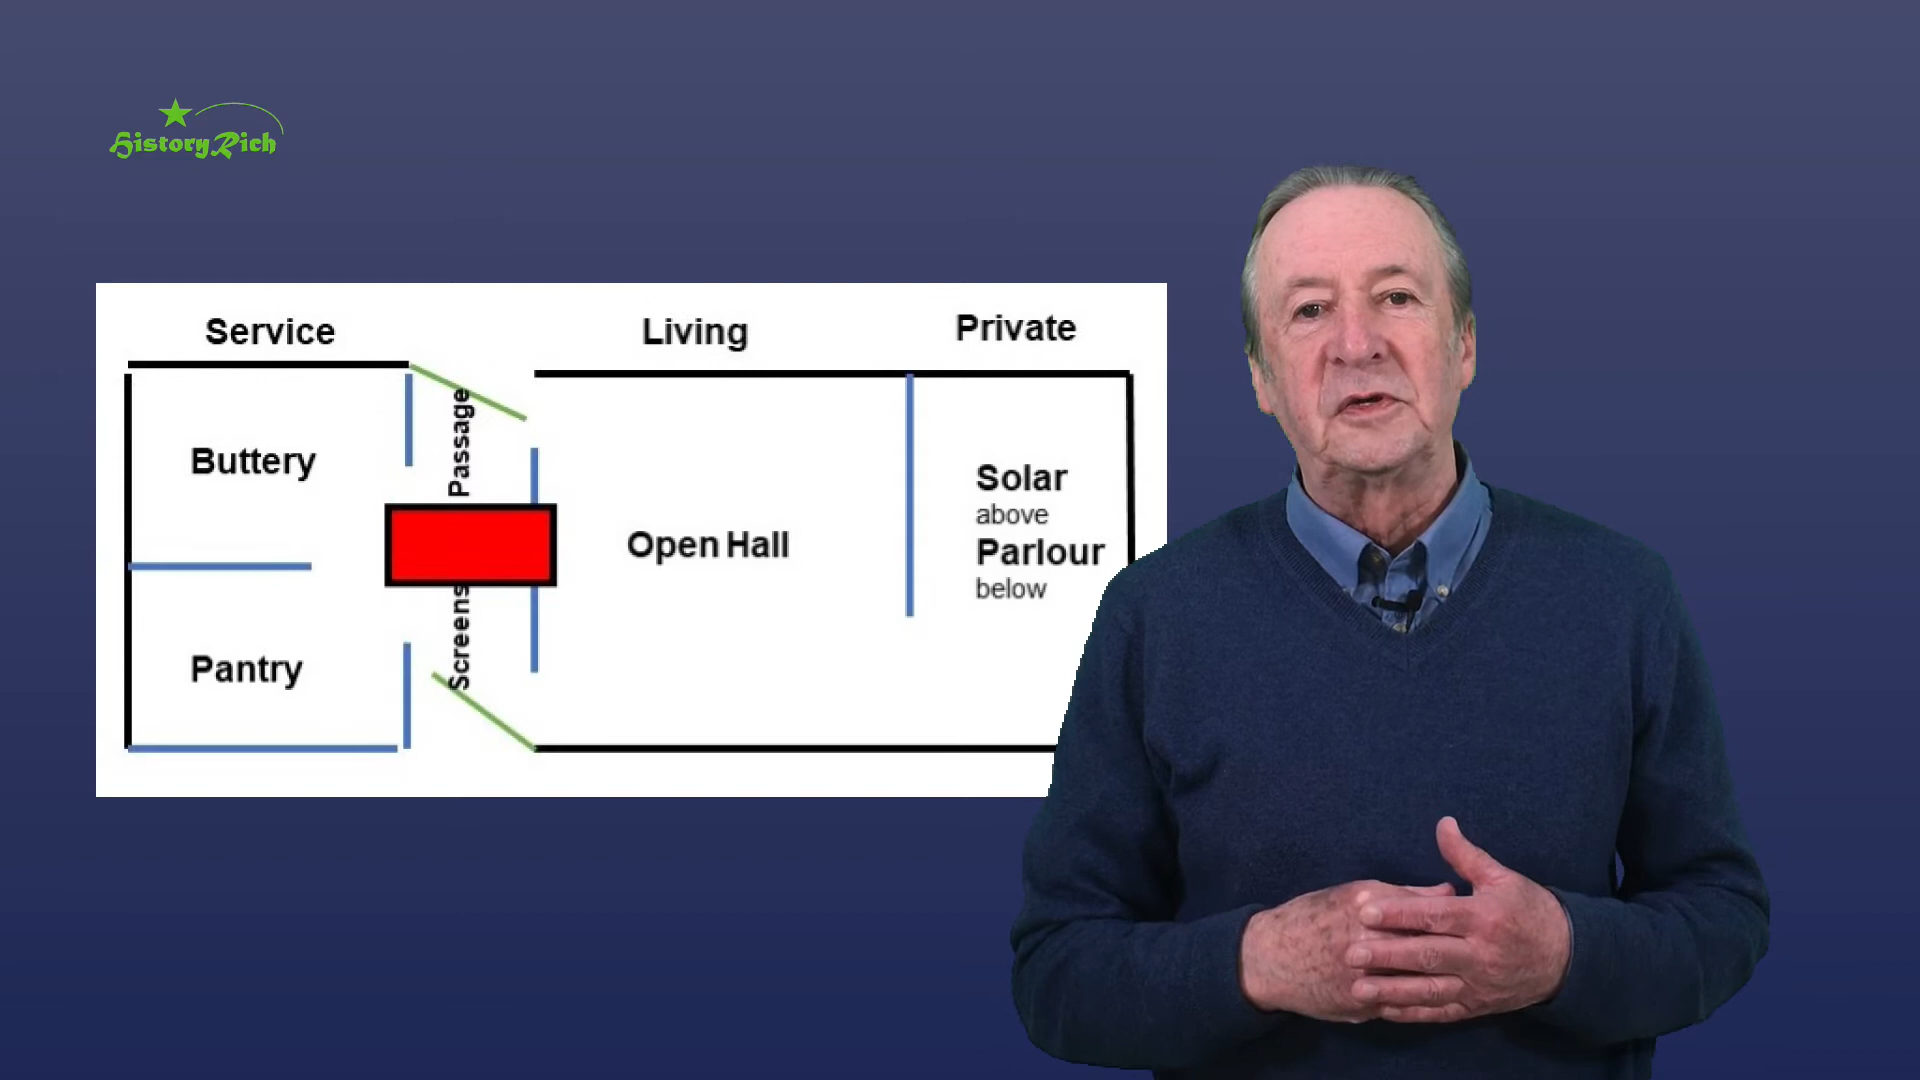 HistoryRich
Service
Living
Private
Buttery
Passage
Screens
Open Hall
Solar
above
Parlour
below
Pantry